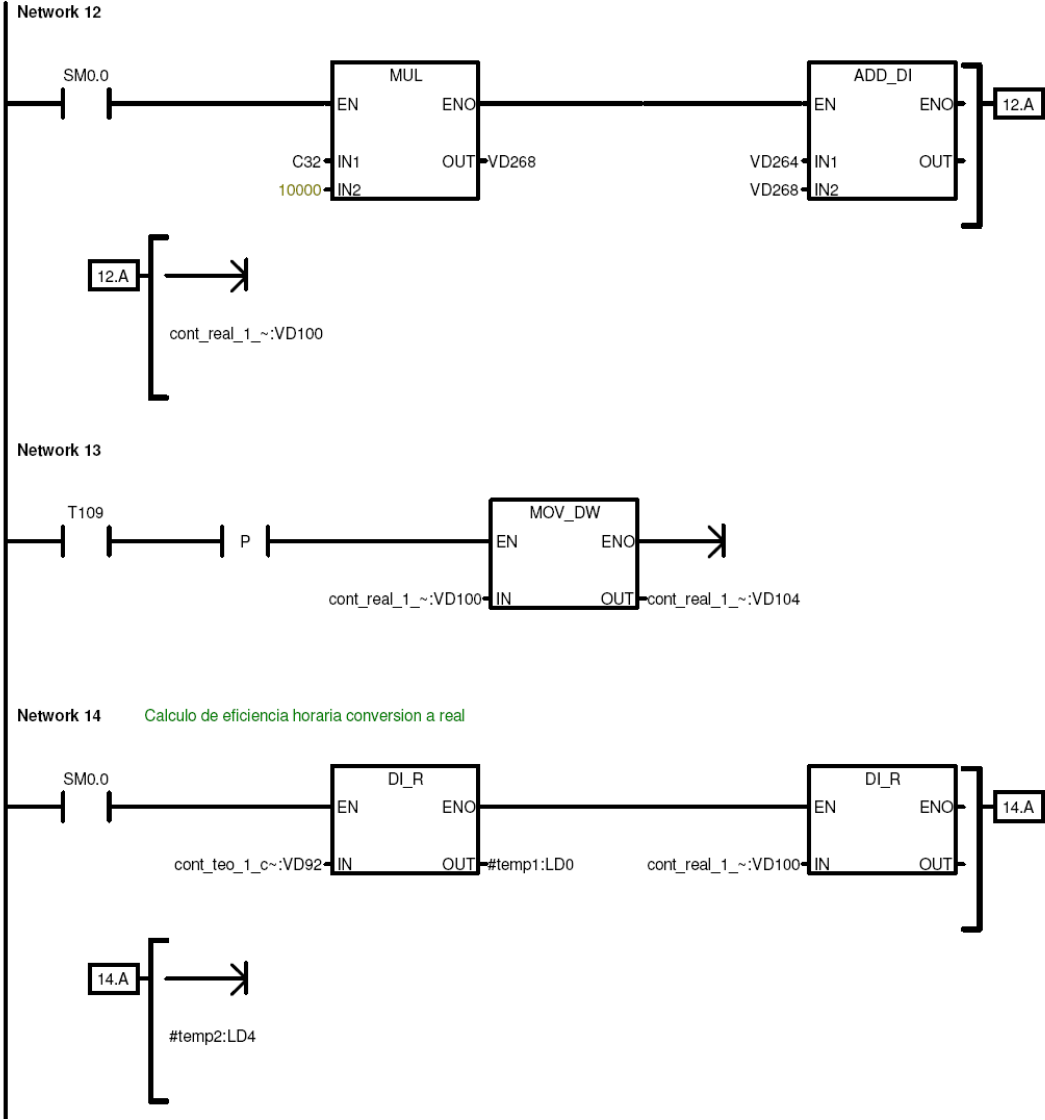 Network 12
SM0.0
MUL
ADD_DI
EN ENO
EN ENO
12.A
C32 IN1 OUT VD268
VD264 IN1 OUT
10000 IN2
VD268 IN2
12.A
cont_real_1_~:VD100
Network 13
T109
MOV_DW
P
EN ENO
cont_real_1_~:VD100 IN OUT cont_real_1_~:VD104
Network 14 Calculo de eficiencia horaria conversion a real
SM0.0
DI_R
DI_R
EN ENO
EN ENO
14.A
cont_teo_1_c~:VD92 IN OUT #temp1:LD0
cont_real_1_~:VD100 IN OUT
14.A
#temp2:LD4